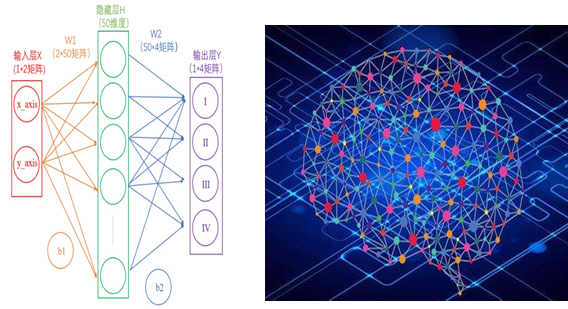 隐藏层H
(50维度)
W1
(2*50矩阵)
W2
(50*4矩阵)
输入层X
(1*2矩阵)
输出层Y
(1*4矩阵)
x_axis
y_axis
I
II
III
IV
b1
b2